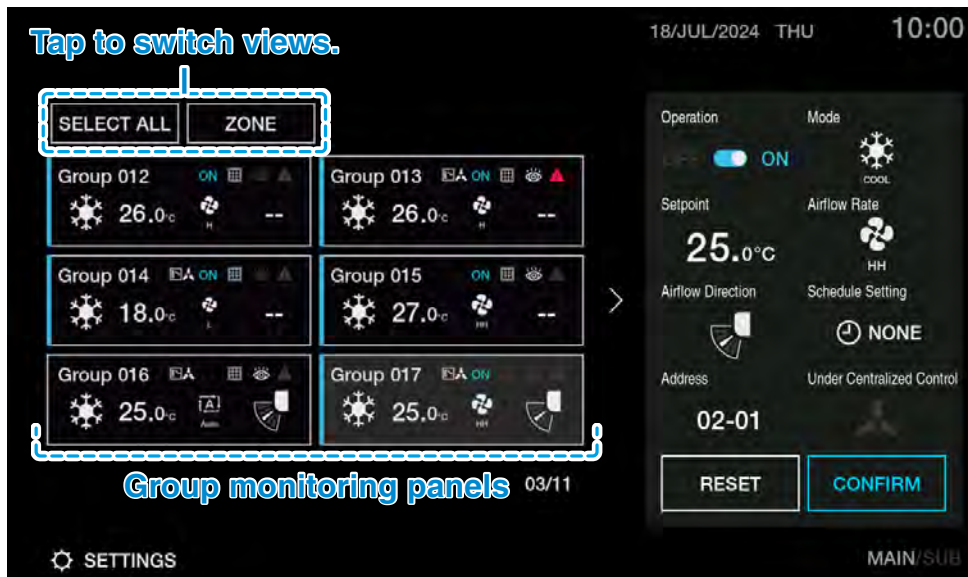 Tap to switch views.
18/JUL/2024 THU 10:00
SELECT ALL ZONE
Group 012 ON
26.0°c H --
Group 013 ON
26.0°c H --
Group 014 ON
18.0°c L --
Group 015 ON
27.0°c HH --
Group 016
25.0°c A Auto --
Group 017 ON
25.0°c HH
Group monitoring panels 03/11
Operation Mode
OFF ON COOL
Setpoint Airflow Rate
25.0°C HH
Airflow Direction Schedule Setting
NONE
Address Under Centralized Control
02-01
RESET CONFIRM
SETTINGS MAIN/SUB